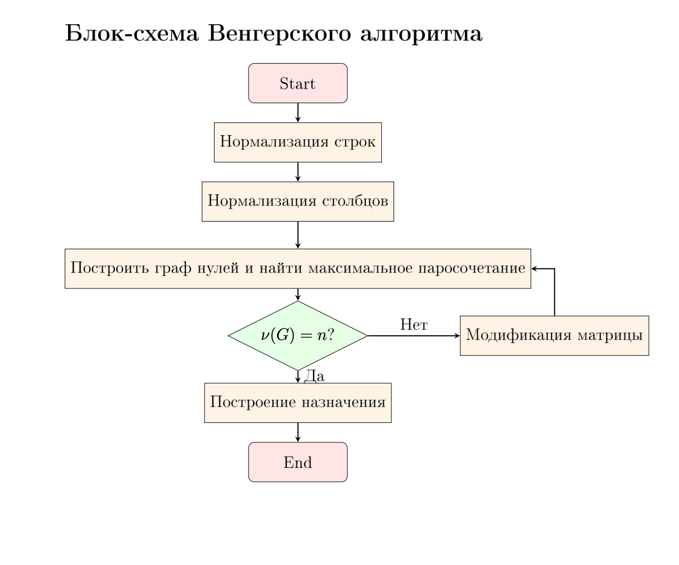 Блок-схема Венгерского алгоритма
Start
Нормализация строк
Нормализация столбцов
Построить граф нулей и найти максимальное паросочетание
ν(G) = n?
Нет
Модификация матрицы
Да
Построение назначения
End